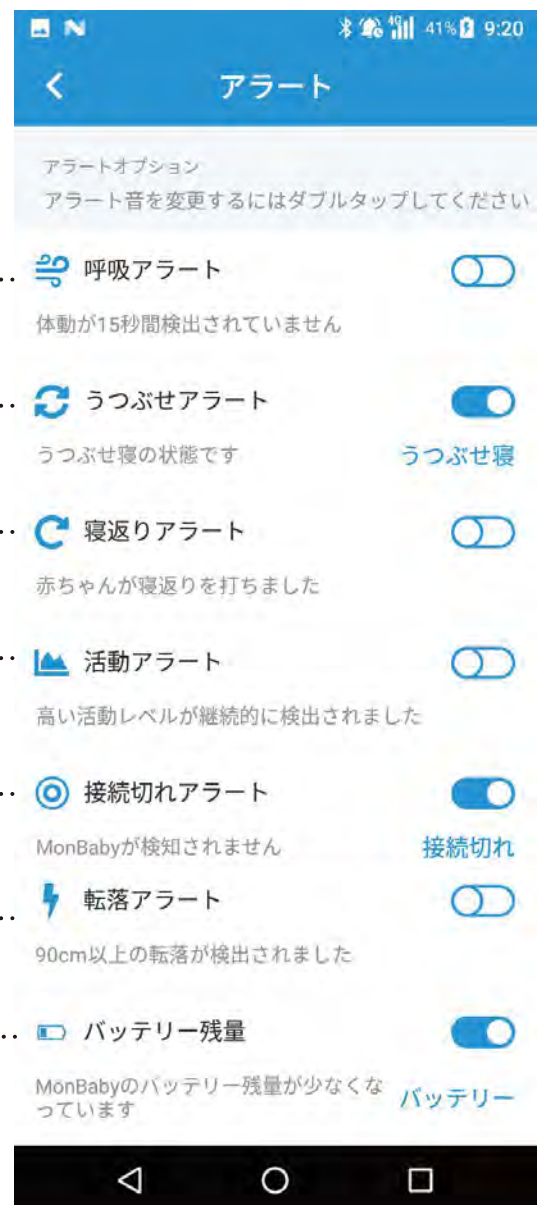 41% 9:20
アラート
アラートオプション
アラート音を変更するにはダブルタップしてください
呼吸アラート
体動が15秒間検出されていません
うつぶせアラート
うつぶせ寝の状態です うつぶせ寝
寝返りアラート
赤ちゃんが寝返りを打ちました
活動アラート
高い活動レベルが継続的に検出されました
接続切れアラート
MonBabyが検知されません 接続切れ
転落アラート
90cm以上の転落が検出されました
バッテリー残量
MonBabyのバッテリー残量が少なくな
っています バッテリー